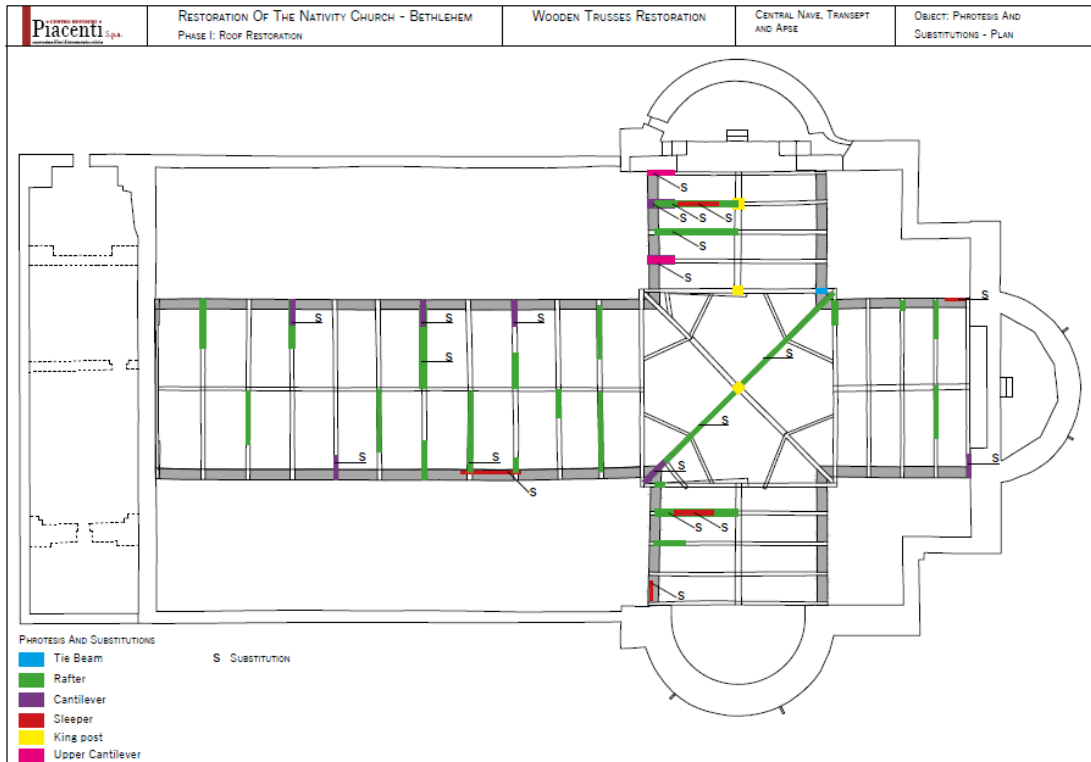 Piacenti S.p.a.
RESTORATION OF THE NATIVITY CHURCH - BETHLEHEM
PHASE I: ROOF RESTORATION
WOODEN TRUSSES RESTORATION
CENTRAL NAVE, TRANSEPT
AND APSE
OBJECT: PHROTESIS AND
SUBSTITUTIONS - PLAN
S
S S S
S
S
S
S S S
S S
S
S S S S
S
S
S S
S
PHROTESIS AND SUBSTITUTIONS
Tie Beam
S SUBSTITUTION
Rafter
Cantilever
Sleeper
King post
Upper Cantilever